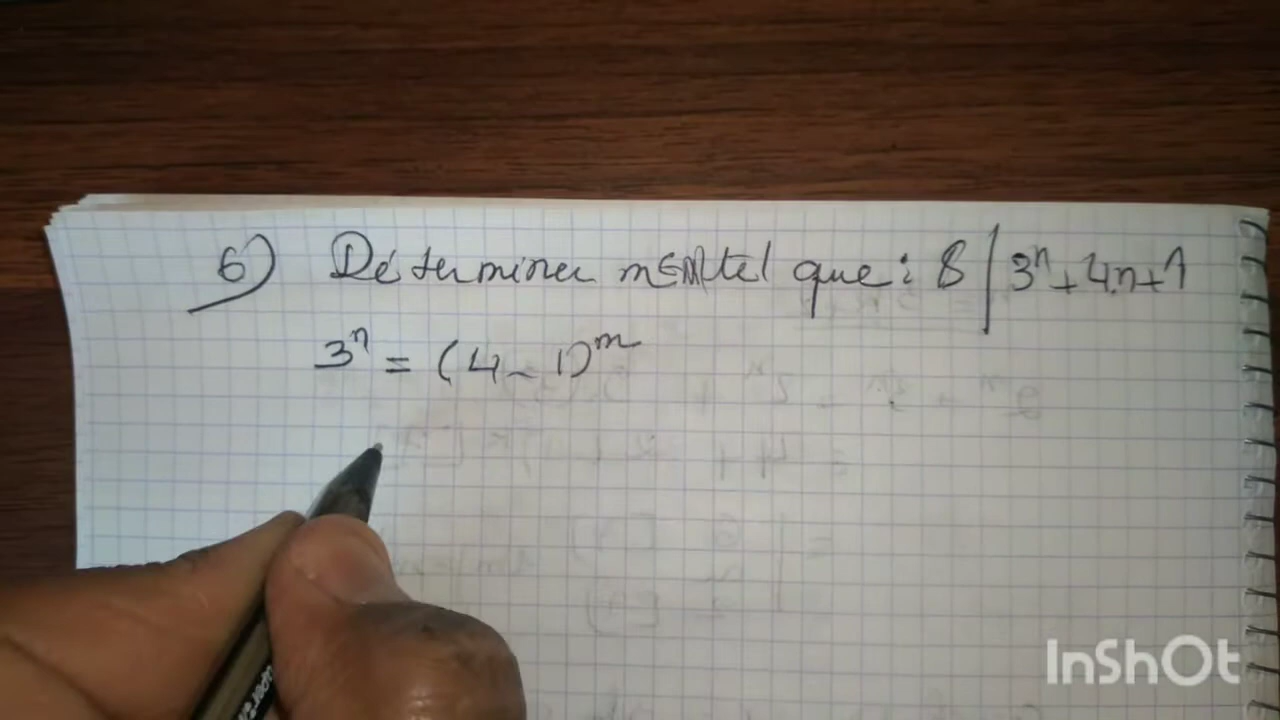 6) Déterminer n∈ℕ tel que : 8 | 3ⁿ + 4n + 1
3ⁿ = (4 - 1)ⁿ
InShOt